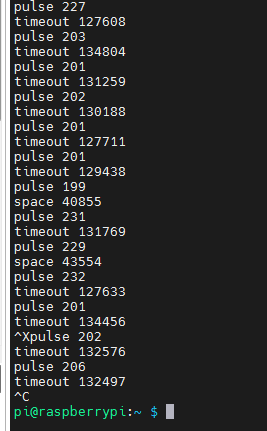 pulse 227
timeout 127608
pulse 203
timeout 134804
pulse 201
timeout 131259
pulse 202
timeout 130188
pulse 201
timeout 127711
pulse 201
timeout 129438
pulse 199
space 40855
pulse 231
timeout 131769
pulse 229
space 43554
pulse 232
timeout 127633
pulse 201
timeout 134456
^Xpulse 202
timeout 132576
pulse 206
timeout 132497
^C
pi@raspberrypi:~ $